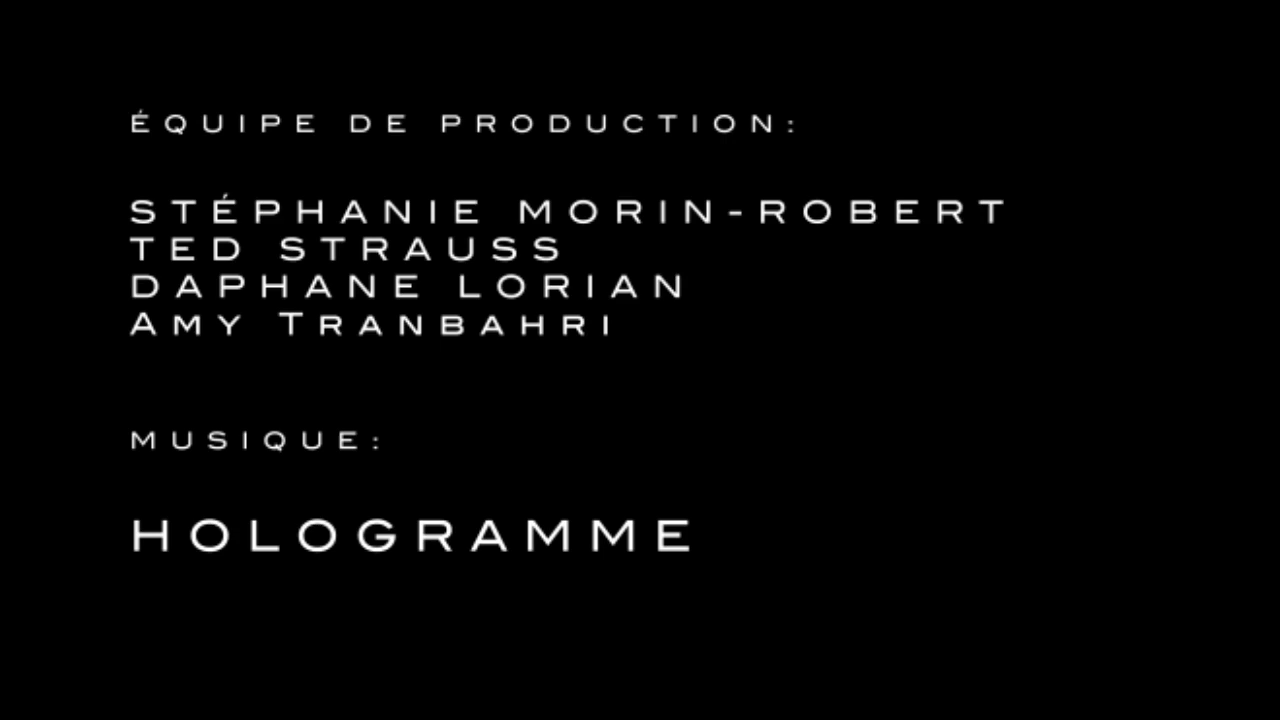 ÉQUIPE DE PRODUCTION:
STÉPHANIE MORIN-ROBERT
TED STRAUSS
DAPHANE LORIAN
AMY TRANBAHRI
MUSIQUE:
HOLOGRAMME